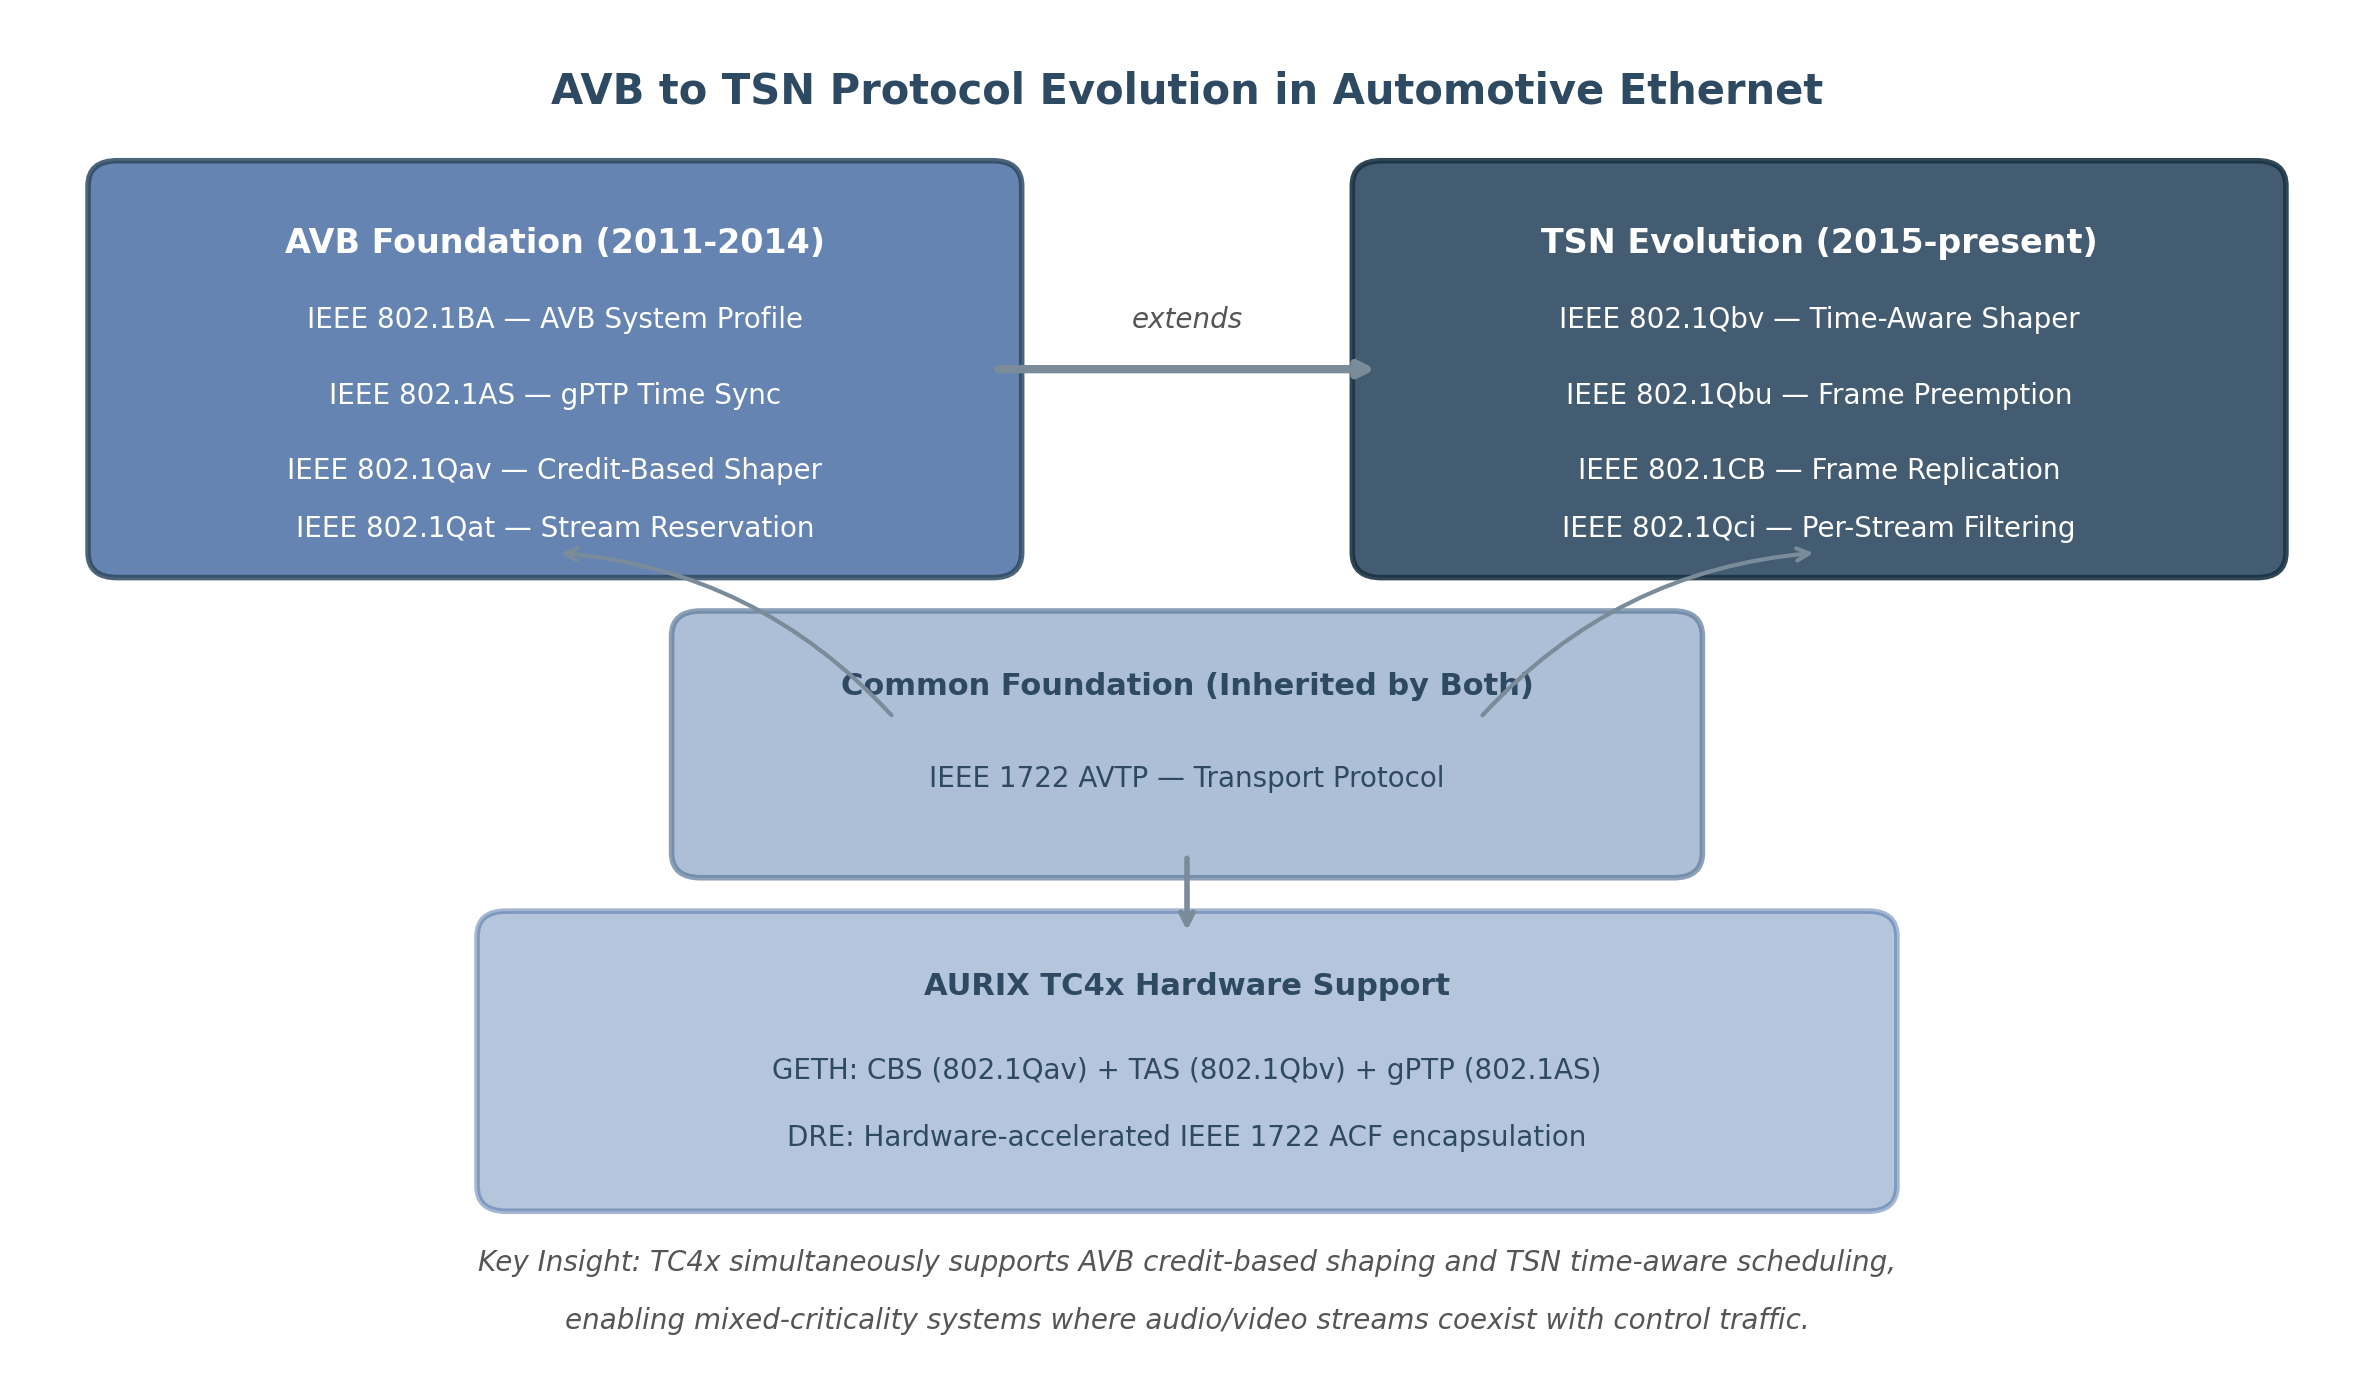 AVB to TSN Protocol Evolution in Automotive Ethernet
AVB Foundation (2011-2014)
IEEE 802.1BA — AVB System Profile
IEEE 802.1AS — gPTP Time Sync
IEEE 802.1Qav — Credit-Based Shaper
IEEE 802.1Qat — Stream Reservation
extends
TSN Evolution (2015-present)
IEEE 802.1Qbv — Time-Aware Shaper
IEEE 802.1Qbu — Frame Preemption
IEEE 802.1CB — Frame Replication
IEEE 802.1Qci — Per-Stream Filtering
Common Foundation (Inherited by Both)
IEEE 1722 AVTP — Transport Protocol
AURIX TC4x Hardware Support
GETH: CBS (802.1Qav) + TAS (802.1Qbv) + gPTP (802.1AS)
DRE: Hardware-accelerated IEEE 1722 ACF encapsulation
Key Insight: TC4x simultaneously supports AVB credit-based shaping and TSN time-aware scheduling,
enabling mixed-criticality systems where audio/video streams coexist with control traffic.